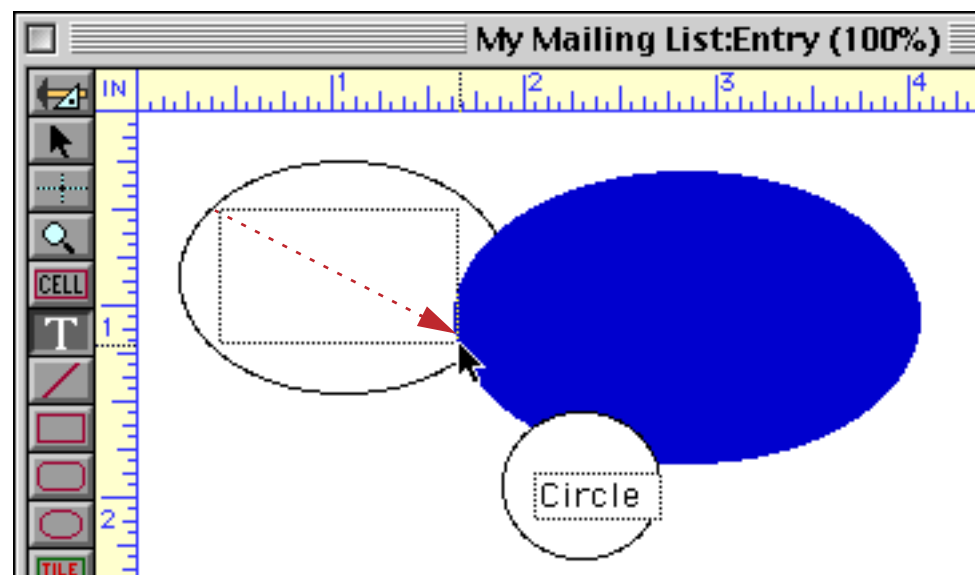 My Mailing List:Entry (100%)
IN
1 2 3 4
CELL
T
1
Circle
2
TILE